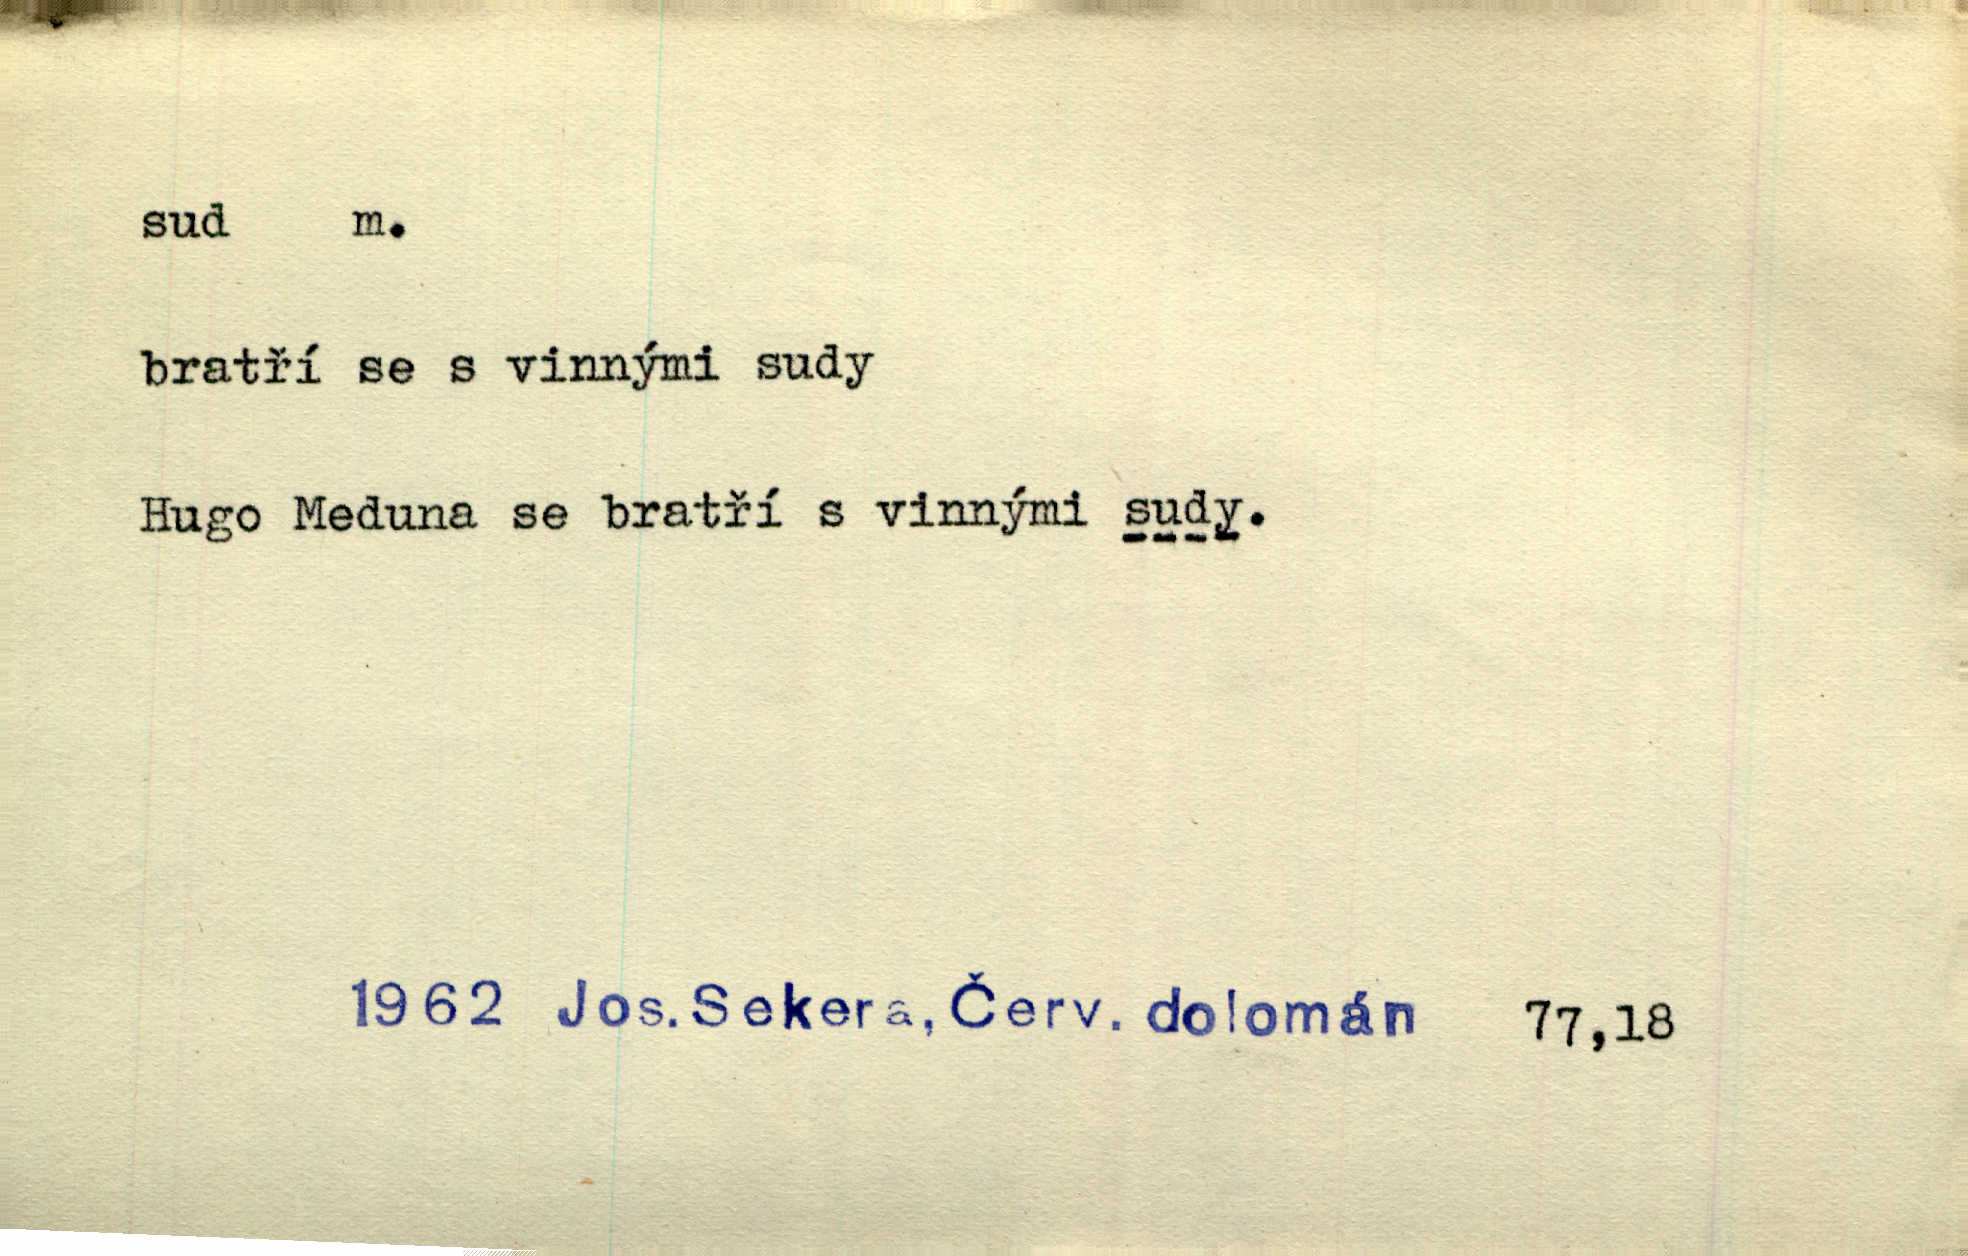 sud m.
bratří se s vinnými sudy
Hugo Meduna se bratří s vinnými sudy.
1962 Jos.Sekera, Červ. dolomán 77,18